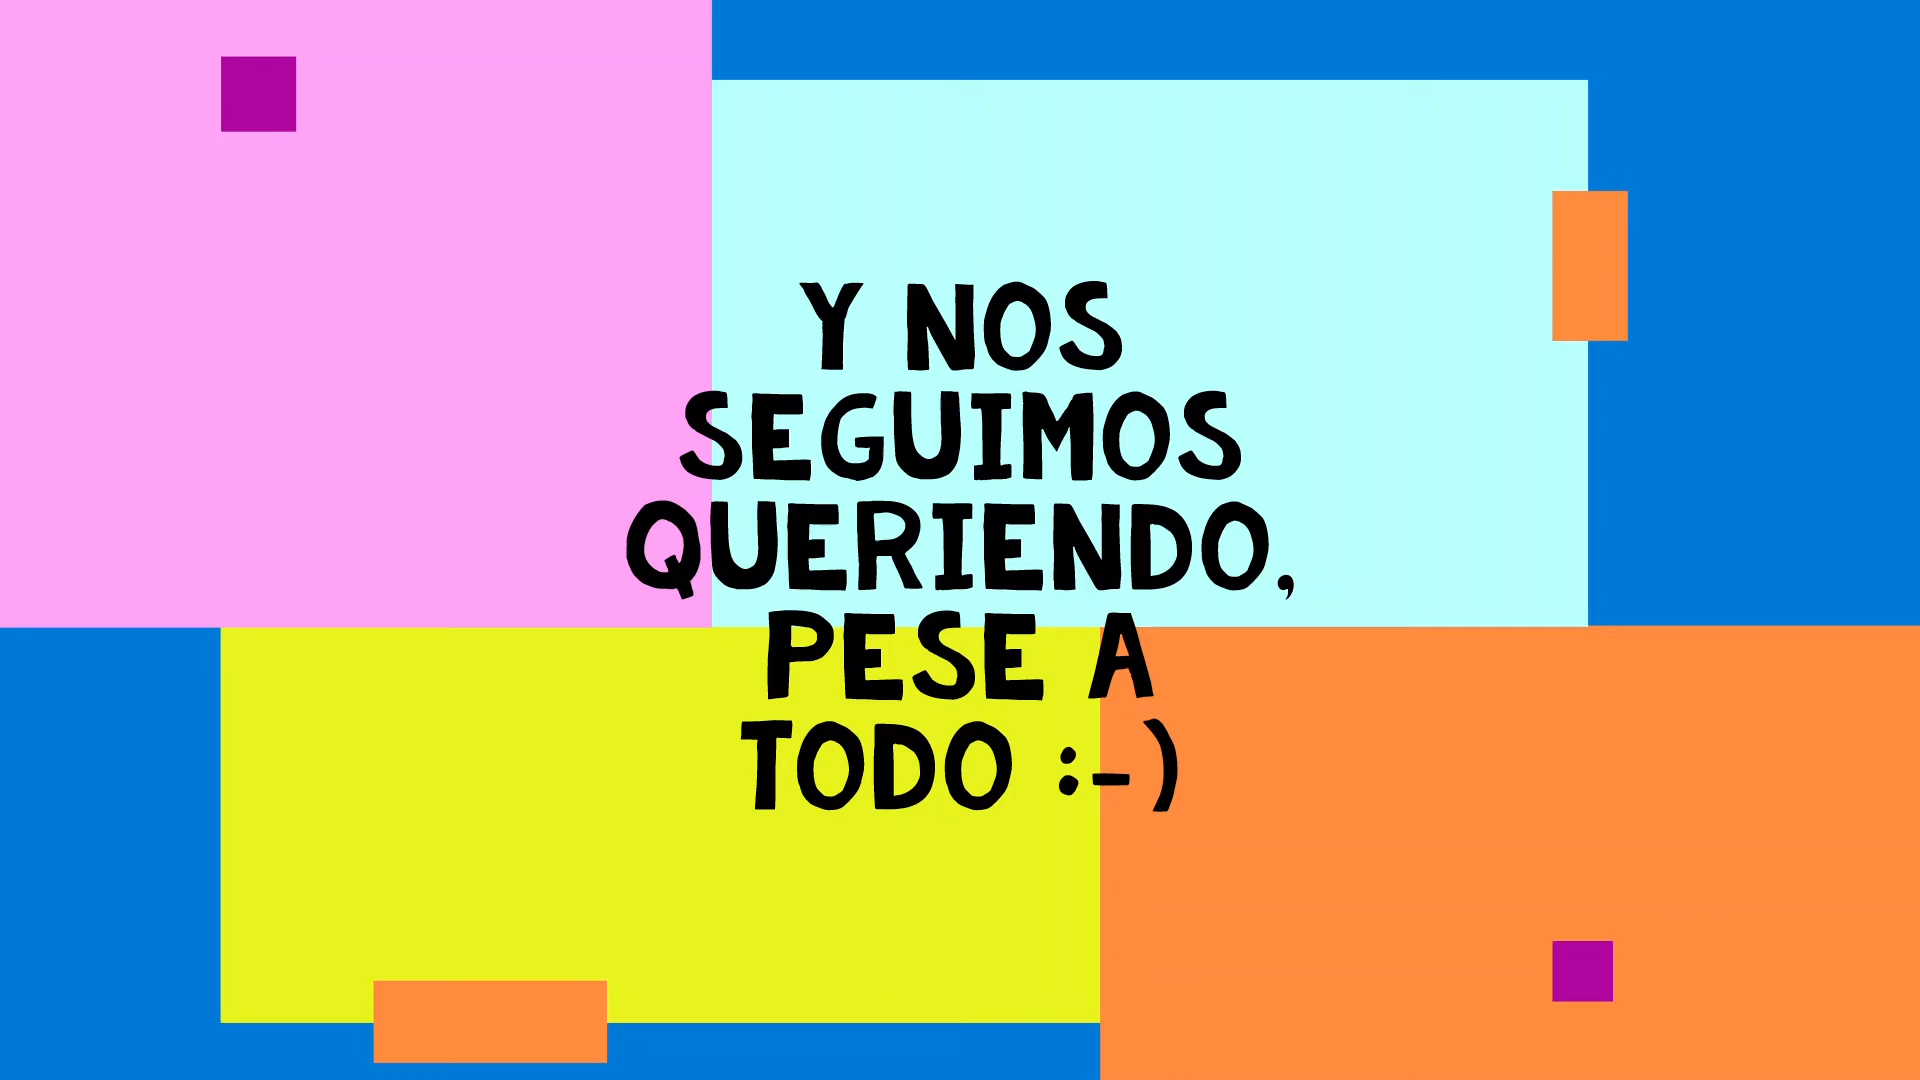 Y NOS
SEGUIMOS
QUERIENDO,
PESE A
TODO :-)